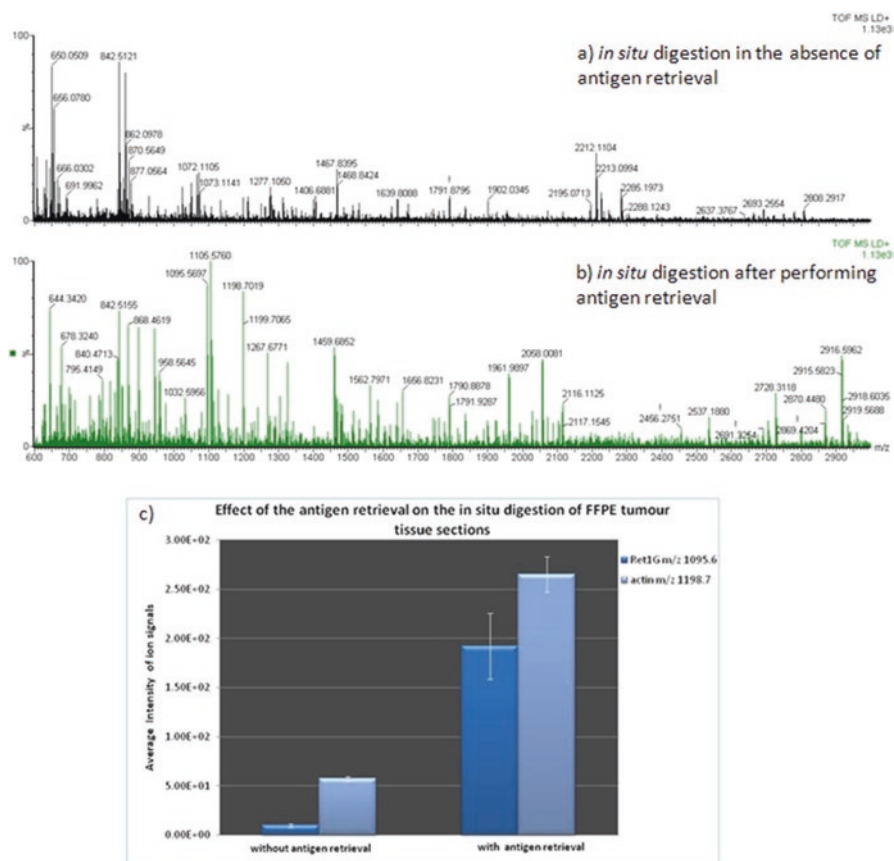 TOF MS LD+
1.13e3
100
%
0
650.0509
842.5121
656.0780
862.0978
870.5649
877.0564
666.0302
691.9962
1072.1105
1073.1141
1277.1050
1406.6881
1467.8395
1468.8424
1639.8088
1791.8795
1902.0345
2195.0713
2212.1104
2213.0994
2285.1973
2288.1243
2637.3767
2693.2554
2808.2917
a) in situ digestion in the absence of
antigen retrieval
TOF MS LD+
1.13e3
100
%
0
644.3420
678.3240
795.4149
840.4713
842.5155
868.4619
958.5645
1032.5956
1095.5697
1105.5760
1198.7019
1199.7065
1267.6771
1459.6852
1562.7971
1656.8231
1790.8878
1791.9287
1961.9897
2058.0081
2116.1125
2117.1545
2456.2751
2537.1880
2691.3254
2728.3118
2869.4204
2870.4480
2915.5823
2916.5962
2918.6035
2919.5688
b) in situ digestion after performing
antigen retrieval
600 700 800 900 1000 1100 1200 1300 1400 1500 1600 1700 1800 1900 2000 2100 2200 2300 2400 2500 2600 2700 2800 2900 m/z
c)
Effect of the antigen retrieval on the in situ digestion of FFPE tumour
tissue sections
Average Intensity of ion signals
3.00E+02
2.50E+02
2.00E+02
1.50E+02
1.00E+02
5.00E+01
0.00E+00
without antigen retrieval
with antigen retrieval
Ret1G m/z 1095.6
actin m/z 1198.7